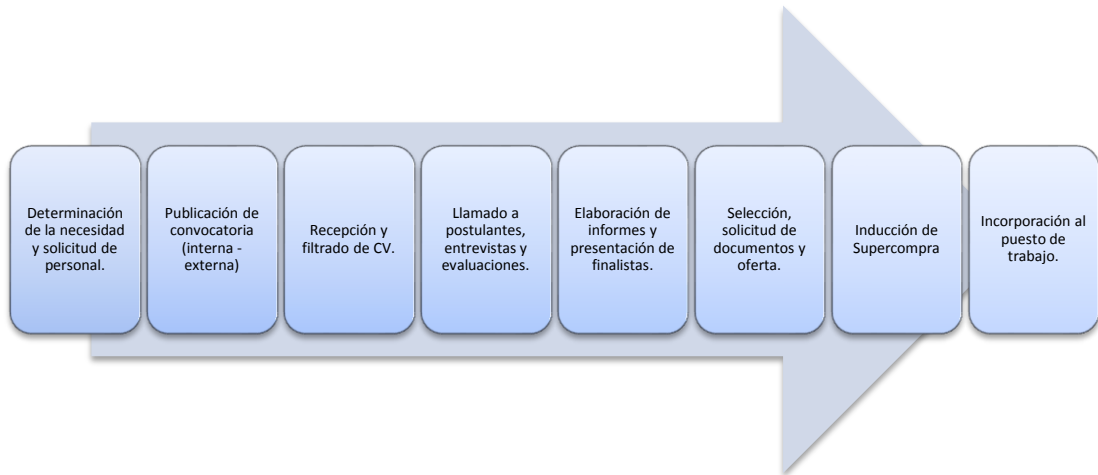 Determinación
de la necesidad
y solicitud de
personal.
Publicación de
convocatoria
(interna -
externa)
Recepción y
filtrado de CV.
Llamado a
postulantes,
entrevistas y
evaluaciones.
Elaboración de
informes y
presentación de
finalistas.
Selección,
solicitud de
documentos y
oferta.
Inducción de
Supercompra
Incorporación al
puesto de
trabajo.